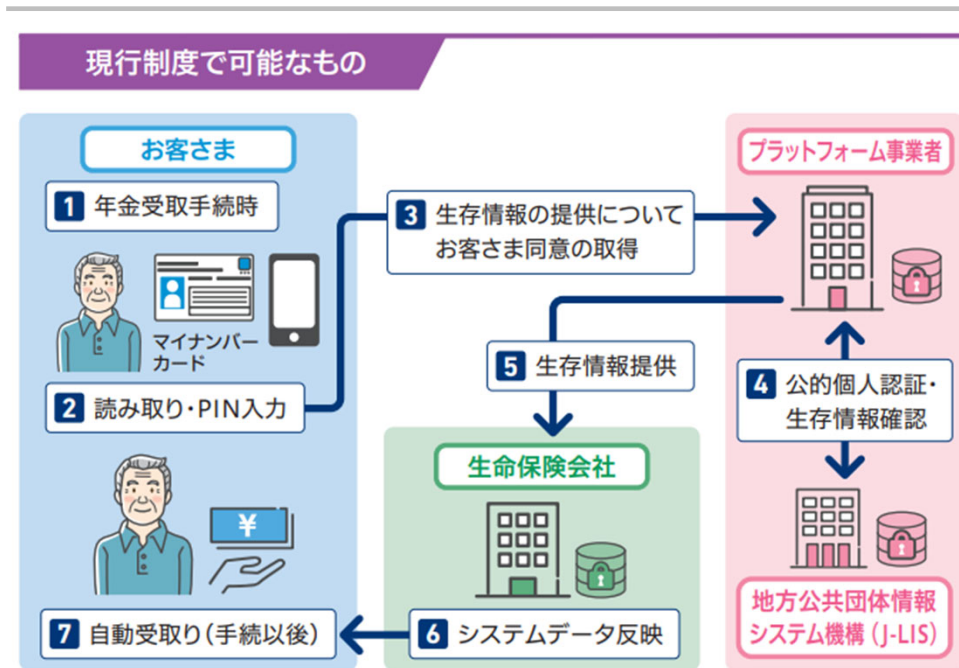 現行制度で可能なもの
お客さま
1 年金受取手続時
マイナンバー
カード
2 読み取り・PIN入力
3 生存情報の提供について
お客さま同意の取得
プラットフォーム事業者
4 公的個人認証・
生存情報確認
地方公共団体情報
システム機構（J-LIS）
5 生存情報提供
生命保険会社
6 システムデータ反映
¥
7 自動受取り（手続以後）